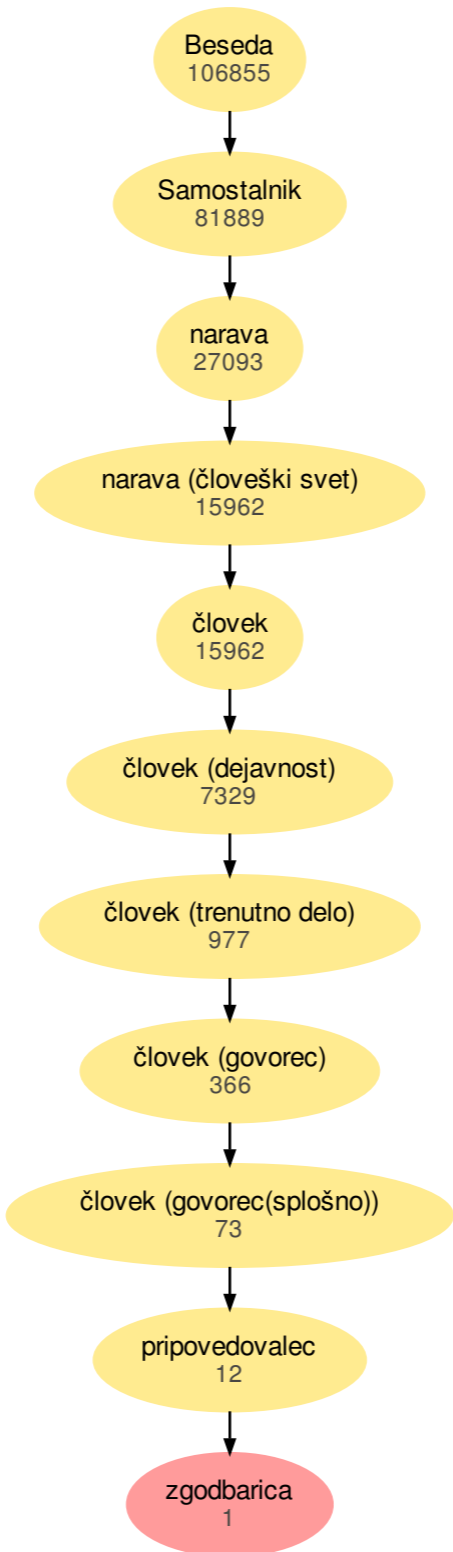 Beseda
106855
Samostalnik
81889
narava
27093
narava (človeški svet)
15962
človek
15962
človek (dejavnost)
7329
človek (trenutno delo)
977
človek (govorec)
366
človek (govorec(splošno))
73
pripovedovalec
12
zgodbarica
1